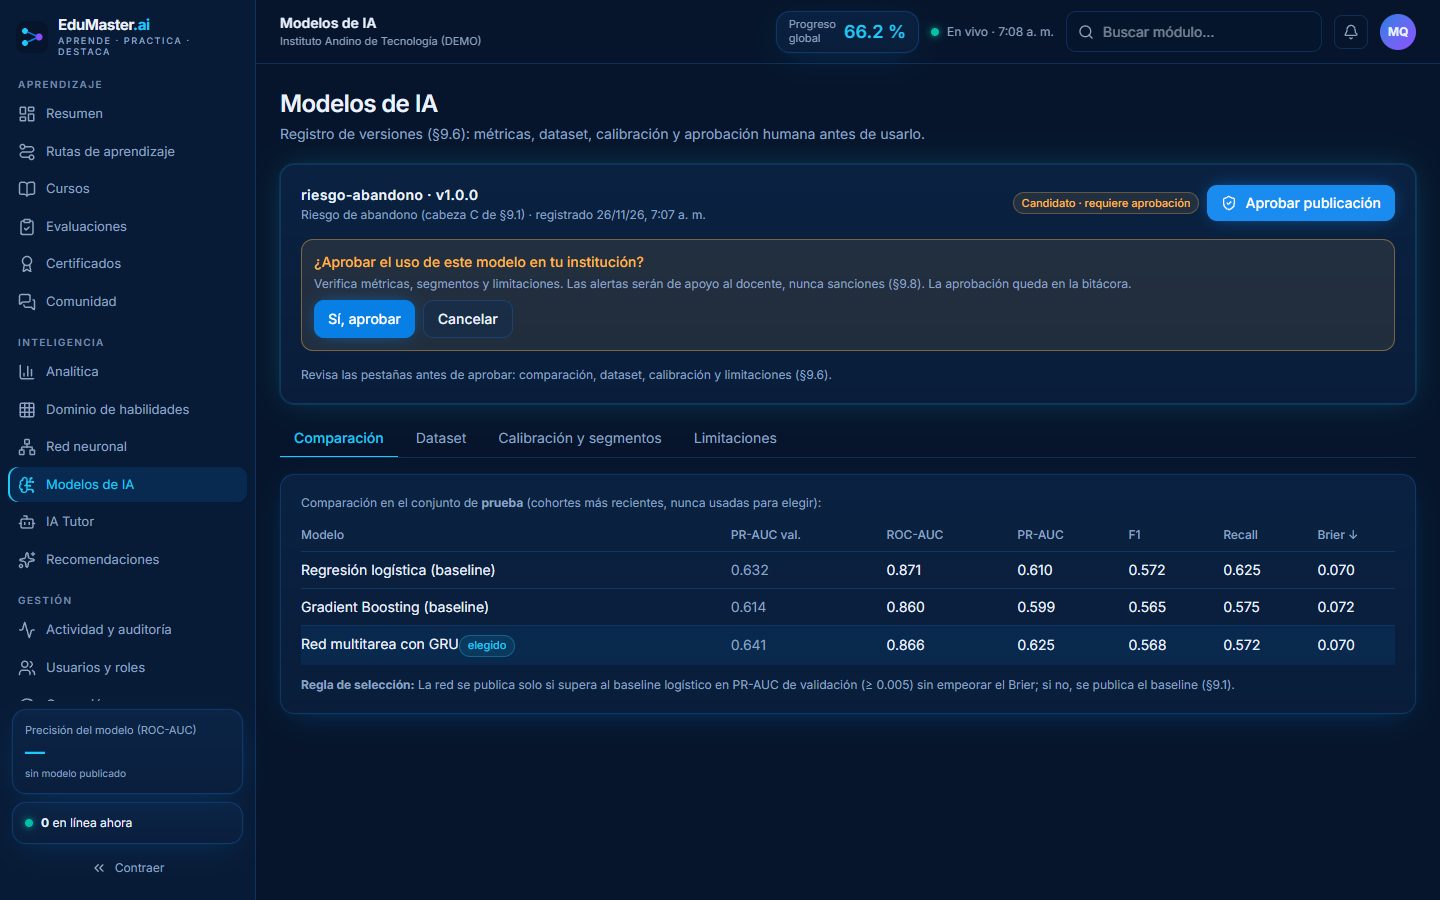 EduMaster.ai
APRENDE · PRACTICA ·
DESTACA
APRENDIZAJE
Resumen
Rutas de aprendizaje
Cursos
Evaluaciones
Certificados
Comunidad
INTELIGENCIA
Analítica
Dominio de habilidades
Red neuronal
Modelos de IA
IA Tutor
Recomendaciones
GESTIÓN
Actividad y auditoría
Usuarios y roles
Precisión del modelo (ROC-AUC)
—
sin modelo publicado
0 en línea ahora
Contraer
Modelos de IA
Instituto Andino de Tecnología (DEMO)
Progreso
global
66.2 %
En vivo · 7:08 a. m.
Buscar módulo...
MQ
Modelos de IA
Registro de versiones (§9.6): métricas, dataset, calibración y aprobación humana antes de usarlo.
riesgo-abandono · v1.0.0
Riesgo de abandono (cabeza C de §9.1) · registrado 26/11/26, 7:07 a. m.
Candidato · requiere aprobación
Aprobar publicación
¿Aprobar el uso de este modelo en tu institución?
Verifica métricas, segmentos y limitaciones. Las alertas serán de apoyo al docente, nunca sanciones (§9.8). La aprobación queda en la bitácora.
Sí, aprobar
Cancelar
Revisa las pestañas antes de aprobar: comparación, dataset, calibración y limitaciones (§9.6).
Comparación Dataset Calibración y segmentos Limitaciones
Comparación en el conjunto de prueba (cohortes más recientes, nunca usadas para elegir):
Modelo PR-AUC val. ROC-AUC PR-AUC F1 Recall Brier ↓
Regresión logística (baseline) 0.632 0.871 0.610 0.572 0.625 0.070
Gradient Boosting (baseline) 0.614 0.860 0.599 0.565 0.575 0.072
Red multitarea con GRU elegido 0.641 0.866 0.625 0.568 0.572 0.070
Regla de selección: La red se publica solo si supera al baseline logístico en PR-AUC de validación (≥ 0.005) sin empeorar el Brier; si no, se publica el baseline (§9.1).